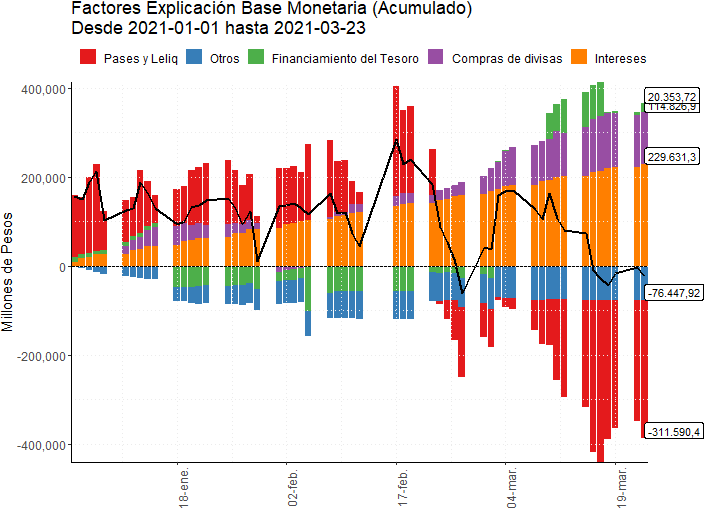 Factores Explicación Base Monetaria (Acumulado)
Desde 2021-01-01 hasta 2021-03-23
Pases y Leliq Otros Financiamiento del Tesoro Compras de divisas Intereses
Millones de Pesos
400,000
200,000
0
-200,000
-400,000
20.353,72
114.826,9
229.631,3
-76.447,92
-311.590,4
18-ene.
02-feb.
17-feb.
04-mar.
19-mar.